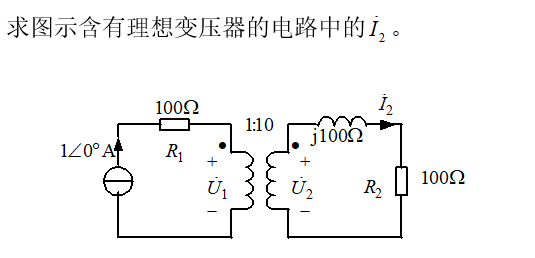 求图示含有理想变压器的电路中的 İ₂ 。
100Ω
1:10
İ₂
j100Ω
1∠0°A
R₁
+
+
U̇₁
U̇₂
R₂
100Ω
−
−